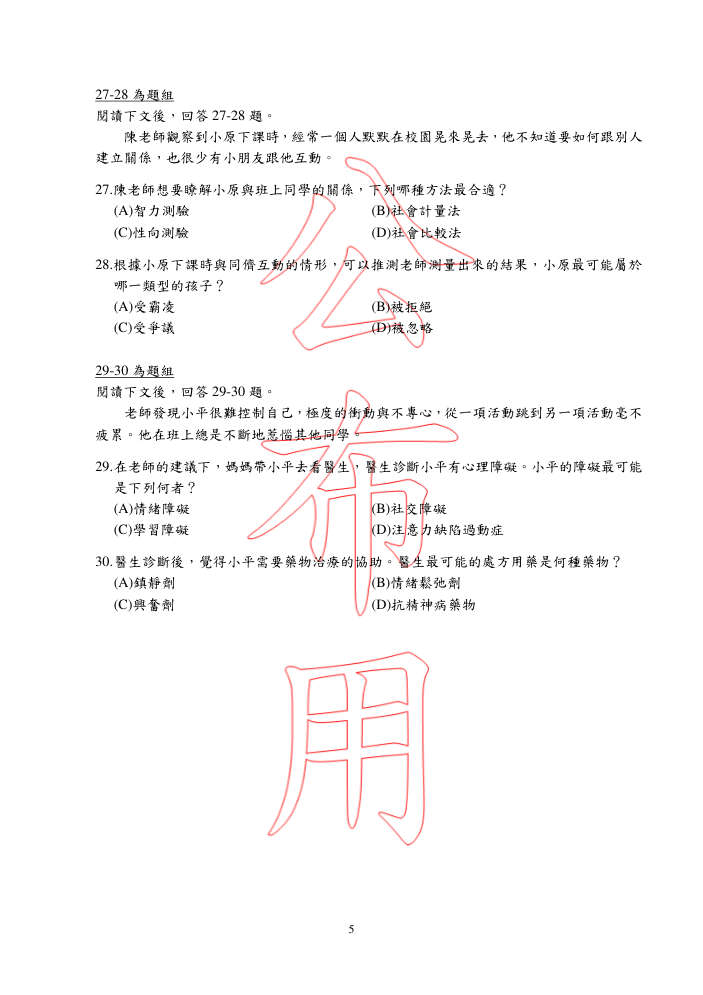 27-28 為題組
閱讀下文後，回答 27-28 題。
陳老師觀察到小原下課時，經常一個人默默在校園晃來晃去，他不知道要如何跟別人
建立關係，也很少有小朋友跟他互動。
27.陳老師想要瞭解小原與班上同學的關係，下列哪種方法最合適？
(A)智力測驗 (B)社會計量法
(C)性向測驗 (D)社會比較法
28.根據小原下課時與同儕互動的情形，可以推測老師測量出來的結果，小原最可能屬於
哪一類型的孩子？
(A)受霸凌 (B)被拒絕
(C)受爭議 (D)被忽略
29-30 為題組
閱讀下文後，回答 29-30 題。
老師發現小平很難控制自己，極度的衝動與不專心，從一項活動跳到另一項活動毫不
疲累。他在班上總是不斷地惹惱其他同學。
29.在老師的建議下，媽媽帶小平去看醫生，醫生診斷小平有心理障礙。小平的障礙最可能
是下列何者？
(A)情緒障礙 (B)社交障礙
(C)學習障礙 (D)注意力缺陷過動症
30.醫生診斷後，覺得小平需要藥物治療的協助。醫生最可能的處方用藥是何種藥物？
(A)鎮靜劑 (B)情緒鬆弛劑
(C)興奮劑 (D)抗精神病藥物
公布用
5